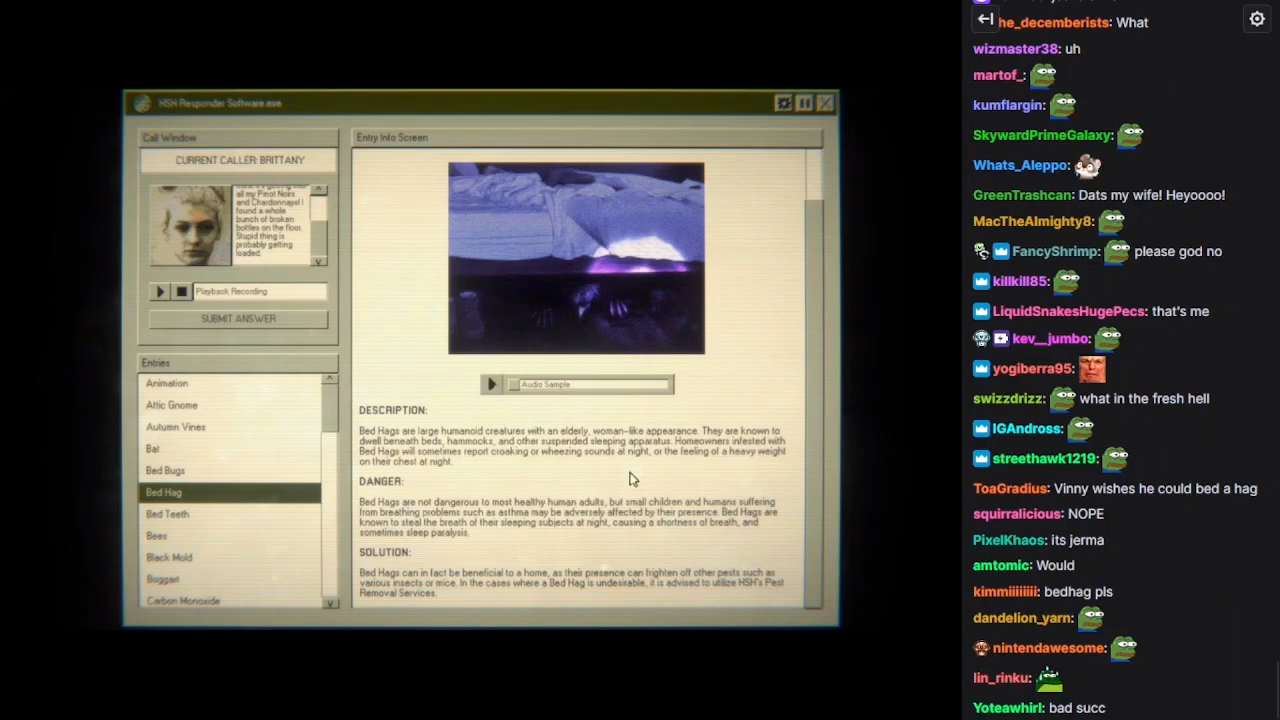 HSH Responder Software.exe
Call Window
CURRENT CALLER: BRITTANY
all my Pinot Noirs
and Chardonnays! I
found a whole
bunch of broken
bottles on the floor.
Stupid thing is
probably getting
loaded.
Playback Recording
SUBMIT ANSWER
Entries
Animation
Attic Gnome
Autumn Vines
Bat
Bed Bugs
Bed Hag
Bed Teeth
Bees
Black Mold
Boggart
Carbon Monoxide
Entry Info Screen
Audio Sample
DESCRIPTION:
Bed Hags are large humanoid creatures with an elderly, woman-like appearance. They are known to
dwell beneath beds, hammocks, and other suspended sleeping apparatus. Homeowners infested with
Bed Hags will sometimes report croaking or wheezing sounds at night, or the feeling of a heavy weight
on their chest at night.
DANGER:
Bed Hags are not dangerous to most healthy human adults, but small children and humans suffering
from breathing problems such as asthma may be adversely affected by their presence. Bed Hags are
known to steal the breath of their sleeping subjects at night, causing a shortness of breath, and
sometimes sleep paralysis.
SOLUTION:
Bed Hags can in fact be beneficial to a home, as their presence can frighten off other pests such as
various insects or mice. In the cases where a Bed Hag is undesirable, it is advised to utilize HSH's Pest
Removal Services.
he_decemberists: What
wizmaster38: uh
martof_:
kumflargin:
SkywardPrimeGalaxy:
Whats_Aleppo:
GreenTrashcan: Dats my wife! Heyoooo!
MacTheAlmighty8:
FancyShrimp: please god no
killkill85:
LiquidSnakesHugePecs: that's me
kev__jumbo:
yogiberra95:
swizzdrizz: what in the fresh hell
IGAndross:
streethawk1219:
ToaGradius: Vinny wishes he could bed a hag
squirralicious: NOPE
PixelKhaos: its jerma
amtomic: Would
kimmiiiiiiiii: bedhag pls
dandelion_yarn:
nintendawesome:
lin_rinku:
Yoteawhirl: bad succ